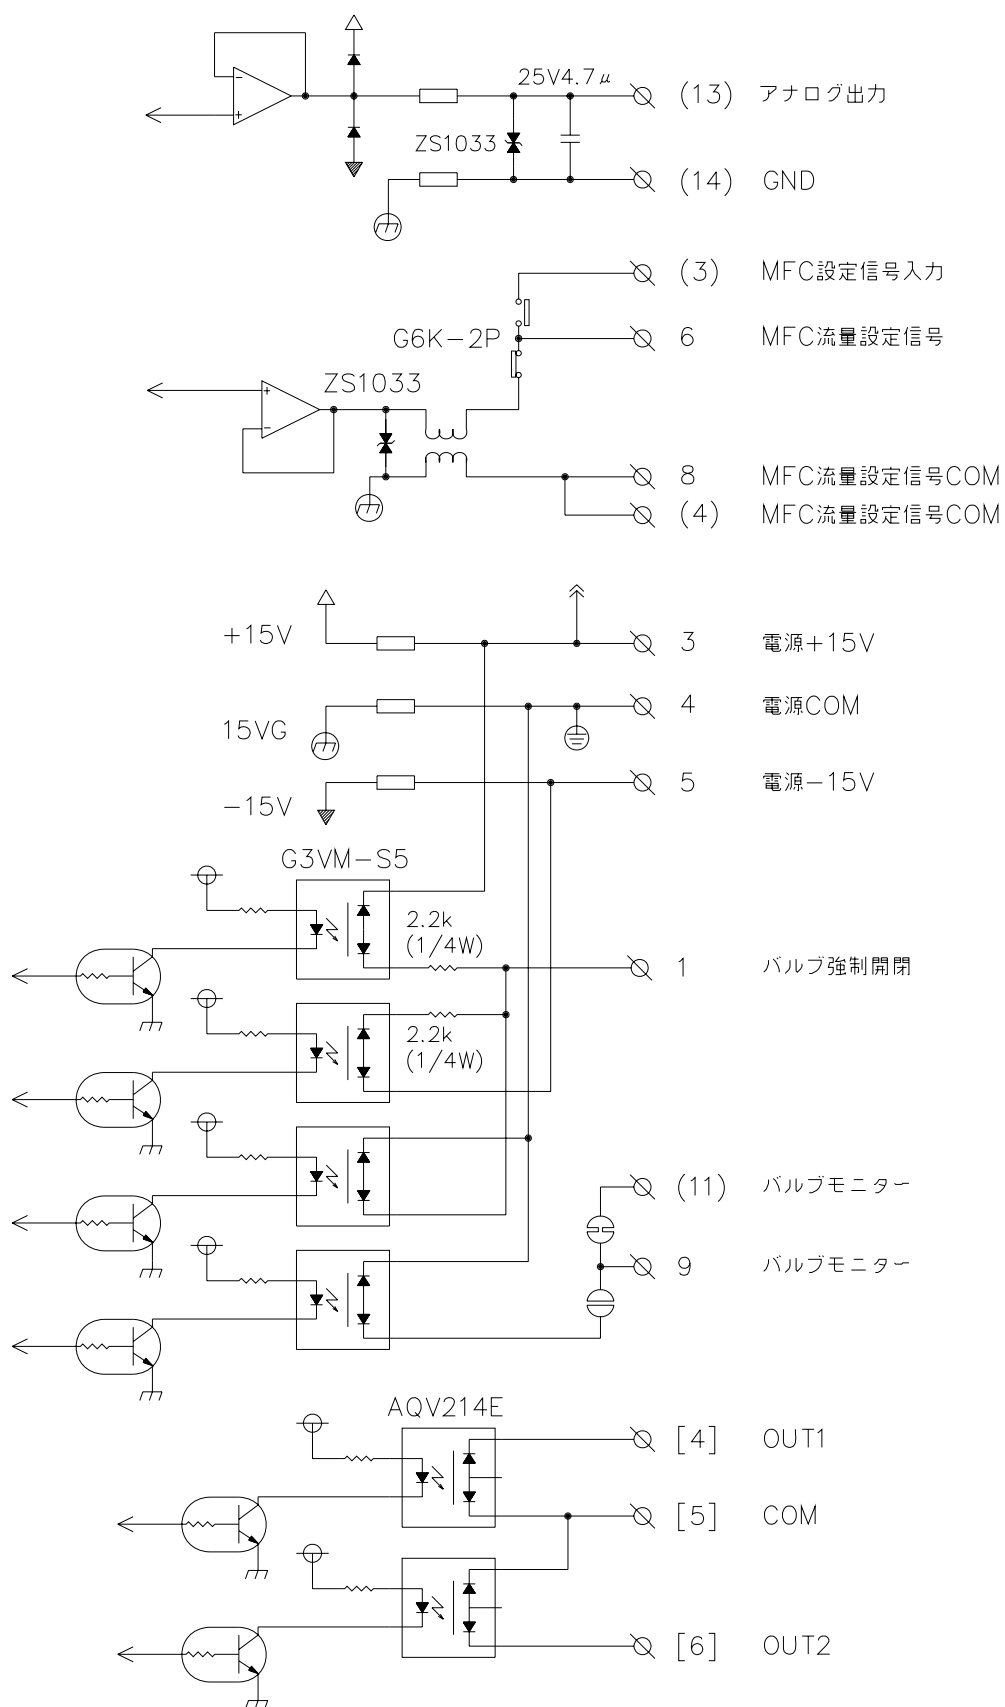 25V4.7μ
(13) アナログ出力
ZS1033
(14) GND
(3) MFC設定信号入力
G6K-2P
6 MFC流量設定信号
ZS1033
8 MFC流量設定信号COM
(4) MFC流量設定信号COM
+15V
3 電源+15V
15VG
4 電源COM
-15V
5 電源-15V
G3VM-S5
2.2k
(1/4W)
1 バルブ強制開閉
2.2k
(1/4W)
(11) バルブモニター
9 バルブモニター
AQV214E
[4] OUT1
[5] COM
[6] OUT2